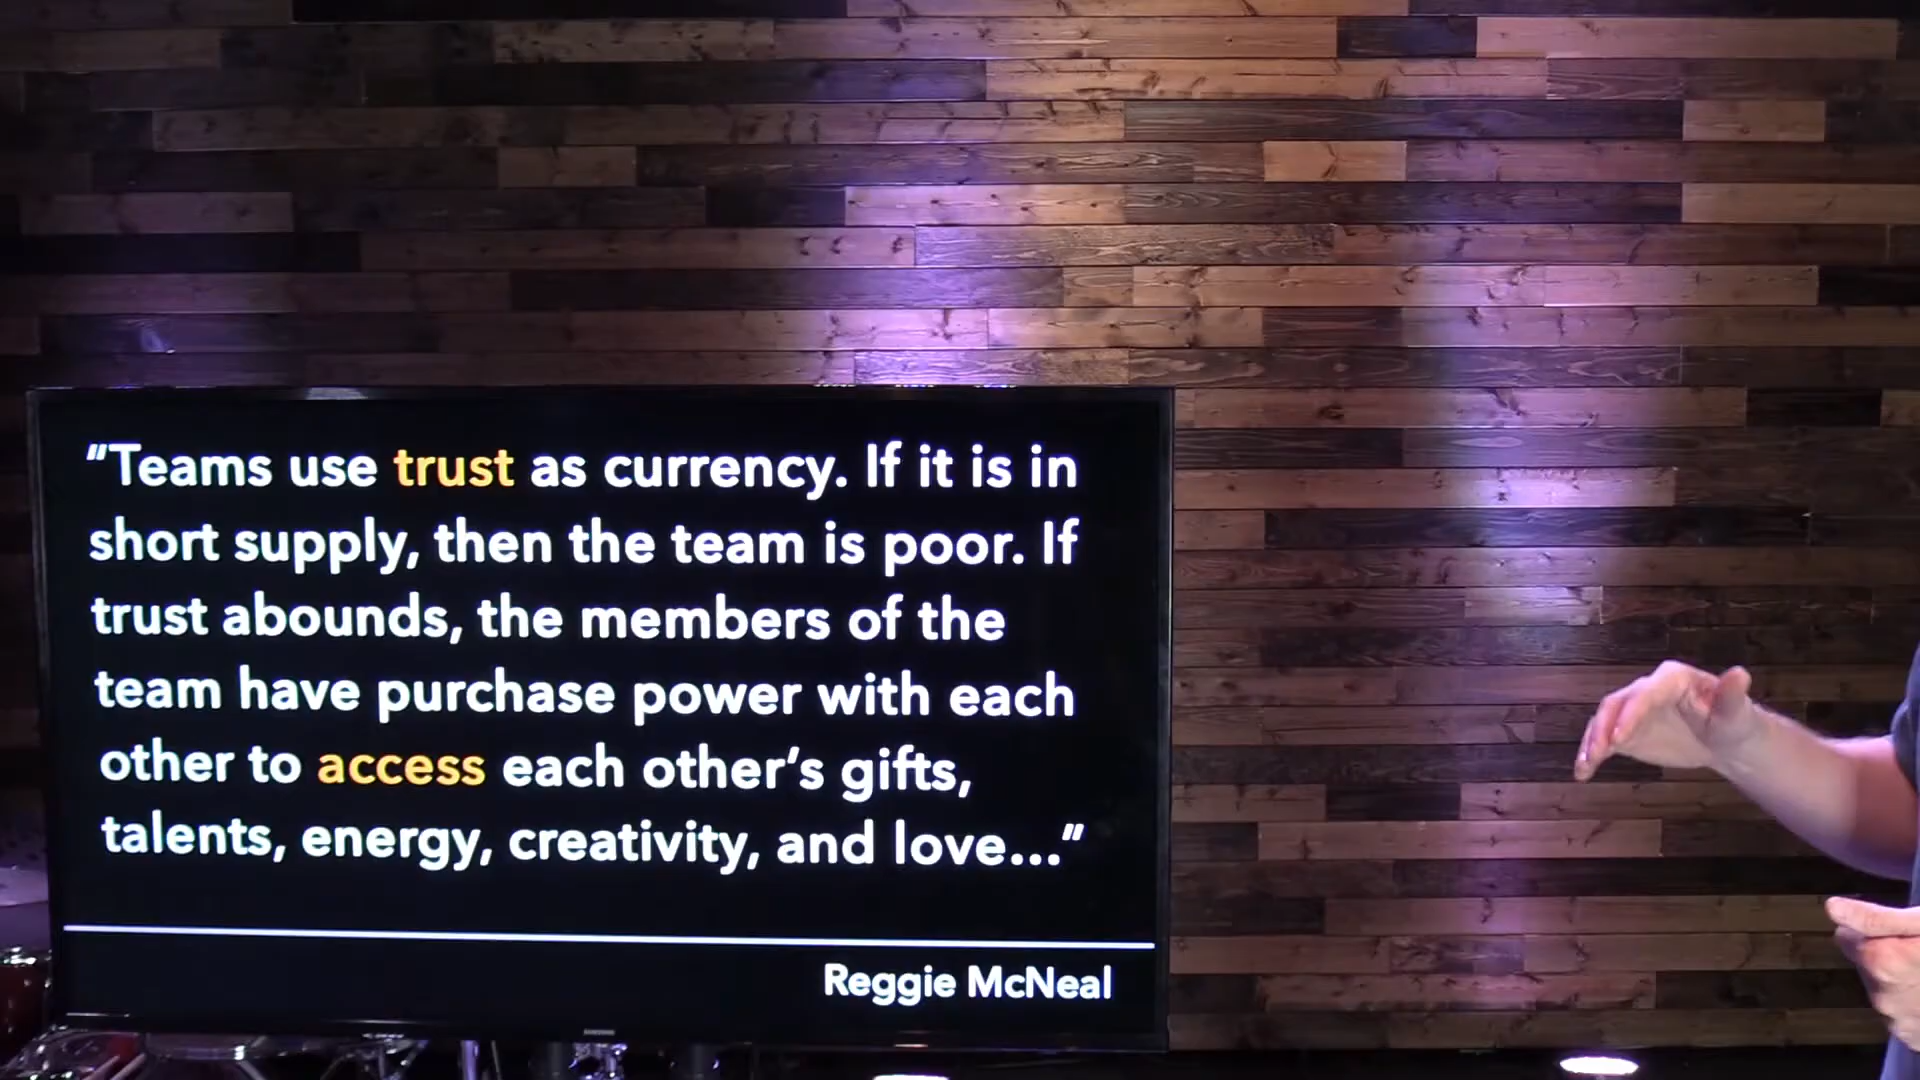 “Teams use trust as currency. If it is in
short supply, then the team is poor. If
trust abounds, the members of the
team have purchase power with each
other to access each other’s gifts,
talents, energy, creativity, and love...”
Reggie McNeal
SAMSUNG